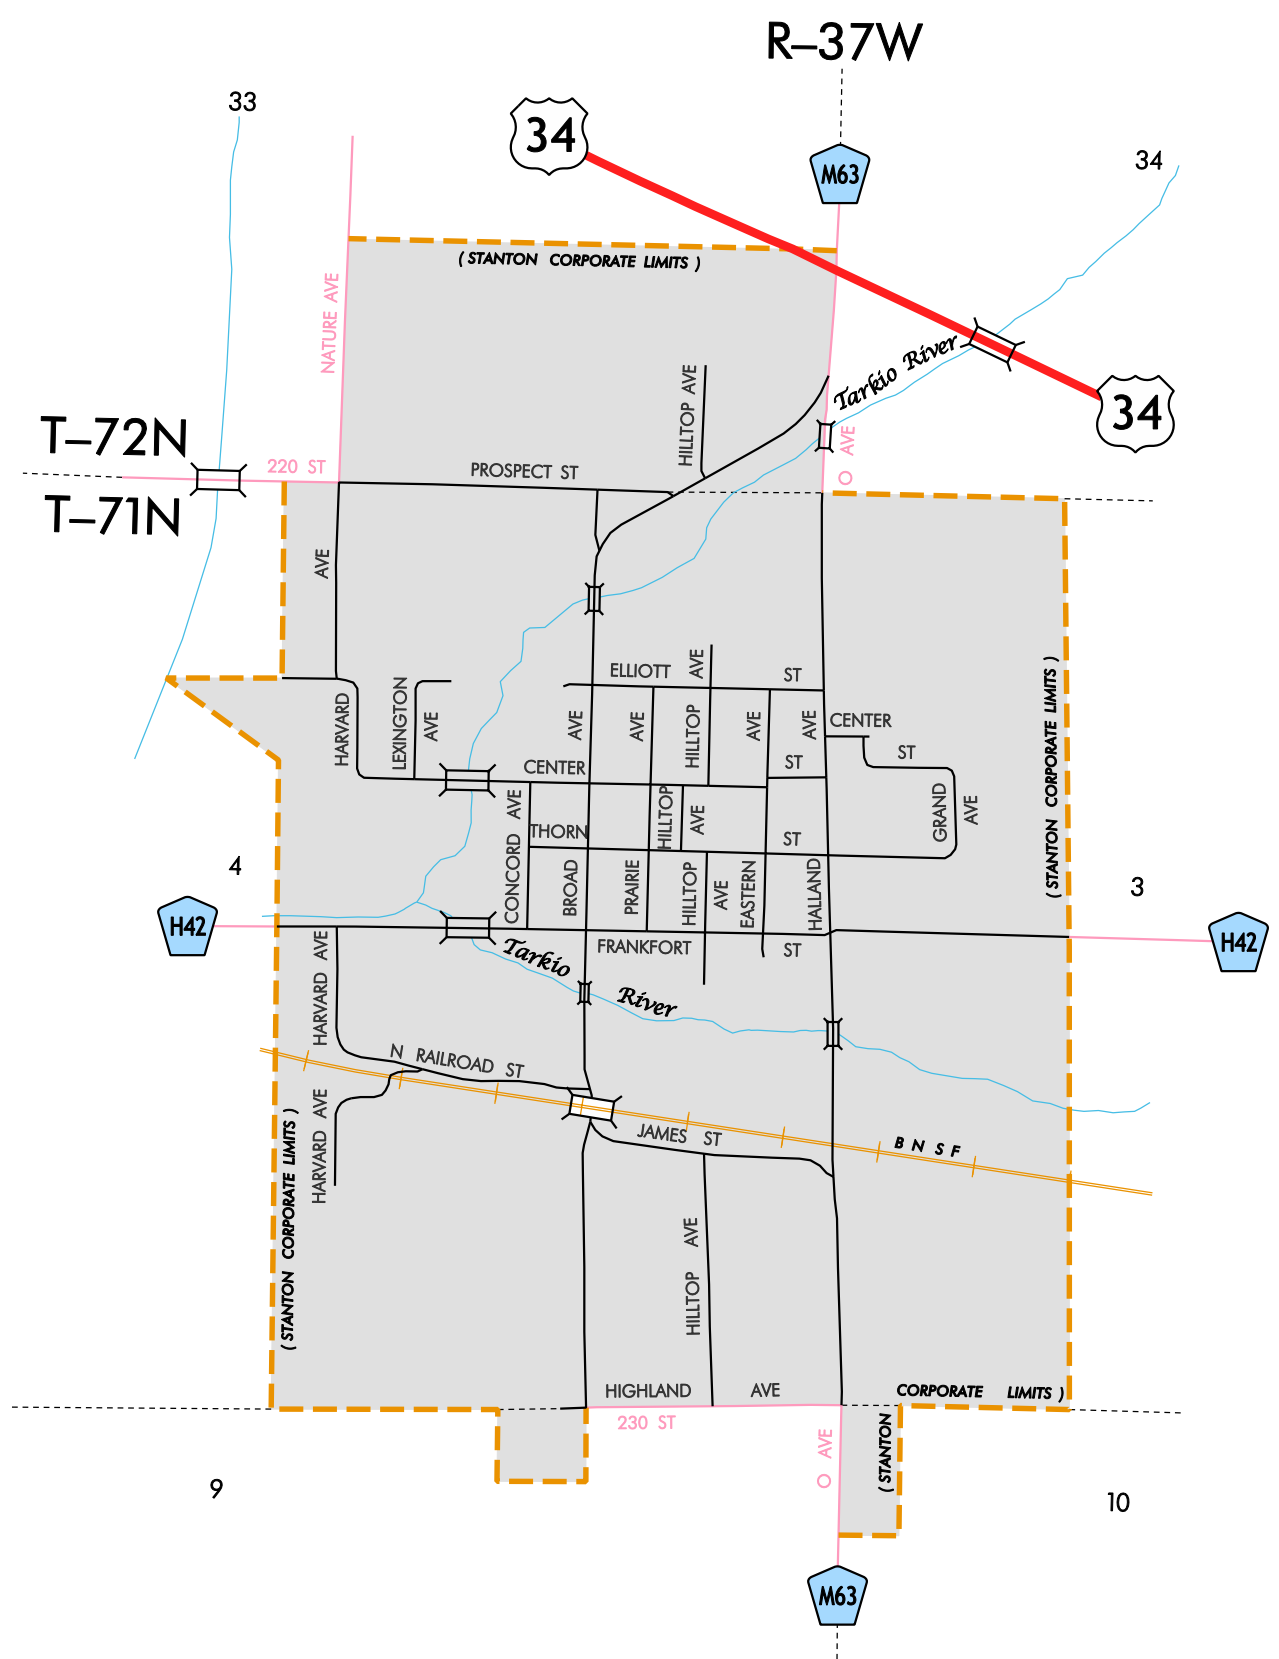 R–37W
33
34
M63
34
( STANTON CORPORATE LIMITS )
NATURE AVE
Tarkio River
34
HILLTOP AVE
T–72N
220 ST
PROSPECT ST
O AVE
T–71N
AVE
ELLIOTT
AVE
ST
( STANTON CORPORATE LIMITS )
HARVARD
LEXINGTON
AVE
AVE
AVE
HILLTOP
AVE
AVE
CENTER
ST
CENTER
ST
CONCORD AVE
THORN
HILLTOP
AVE
ST
GRAND
AVE
4
BROAD
PRAIRIE
HILLTOP
AVE
EASTERN
HALLAND
3
H42
HARVARD AVE
FRANKFORT
ST
H42
Tarkio
River
N RAILROAD ST
HARVARD AVE
JAMES ST
BNSF
( STANTON CORPORATE LIMITS )
HILLTOP AVE
HIGHLAND AVE
CORPORATE LIMITS )
230 ST
O AVE
( STANTON
9
10
M63